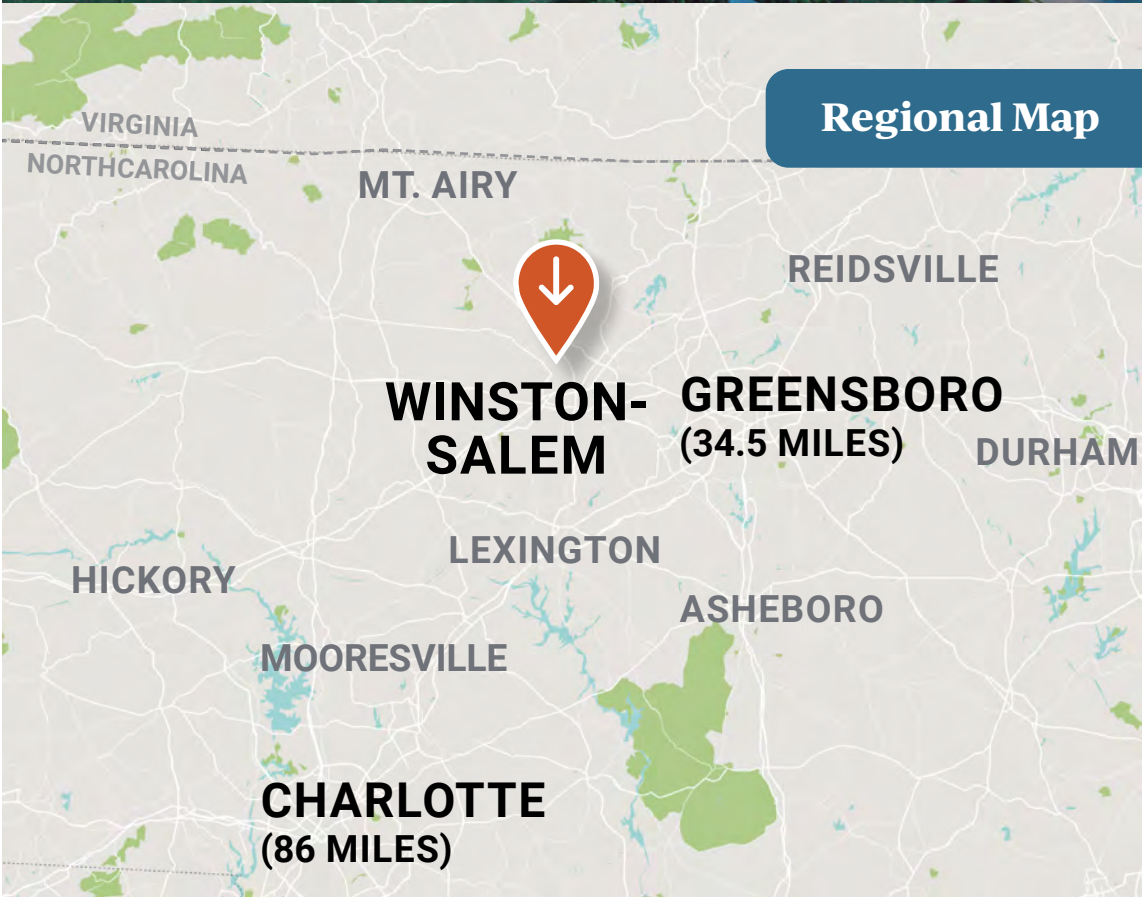 Regional Map
VIRGINIA
NORTHCAROLINA
MT. AIRY
REIDSVILLE
WINSTON-
SALEM
GREENSBORO
(34.5 MILES)
DURHAM
LEXINGTON
HICKORY
ASHEBORO
MOORESVILLE
CHARLOTTE
(86 MILES)